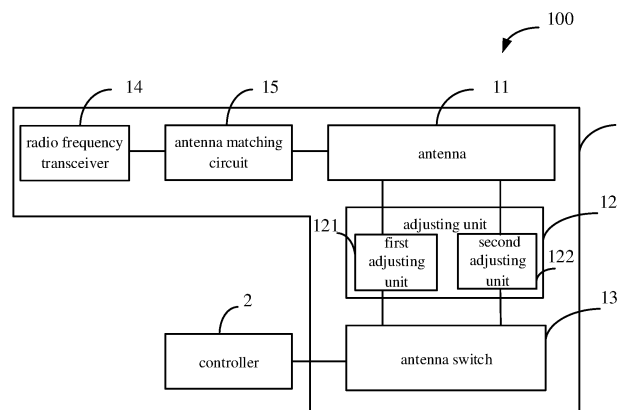 100
14
15
11
radio frequency
transceiver
antenna matching
circuit
antenna
12
adjusting unit
121
first
adjusting
unit
second
adjusting
unit
122
13
2
controller
antenna switch